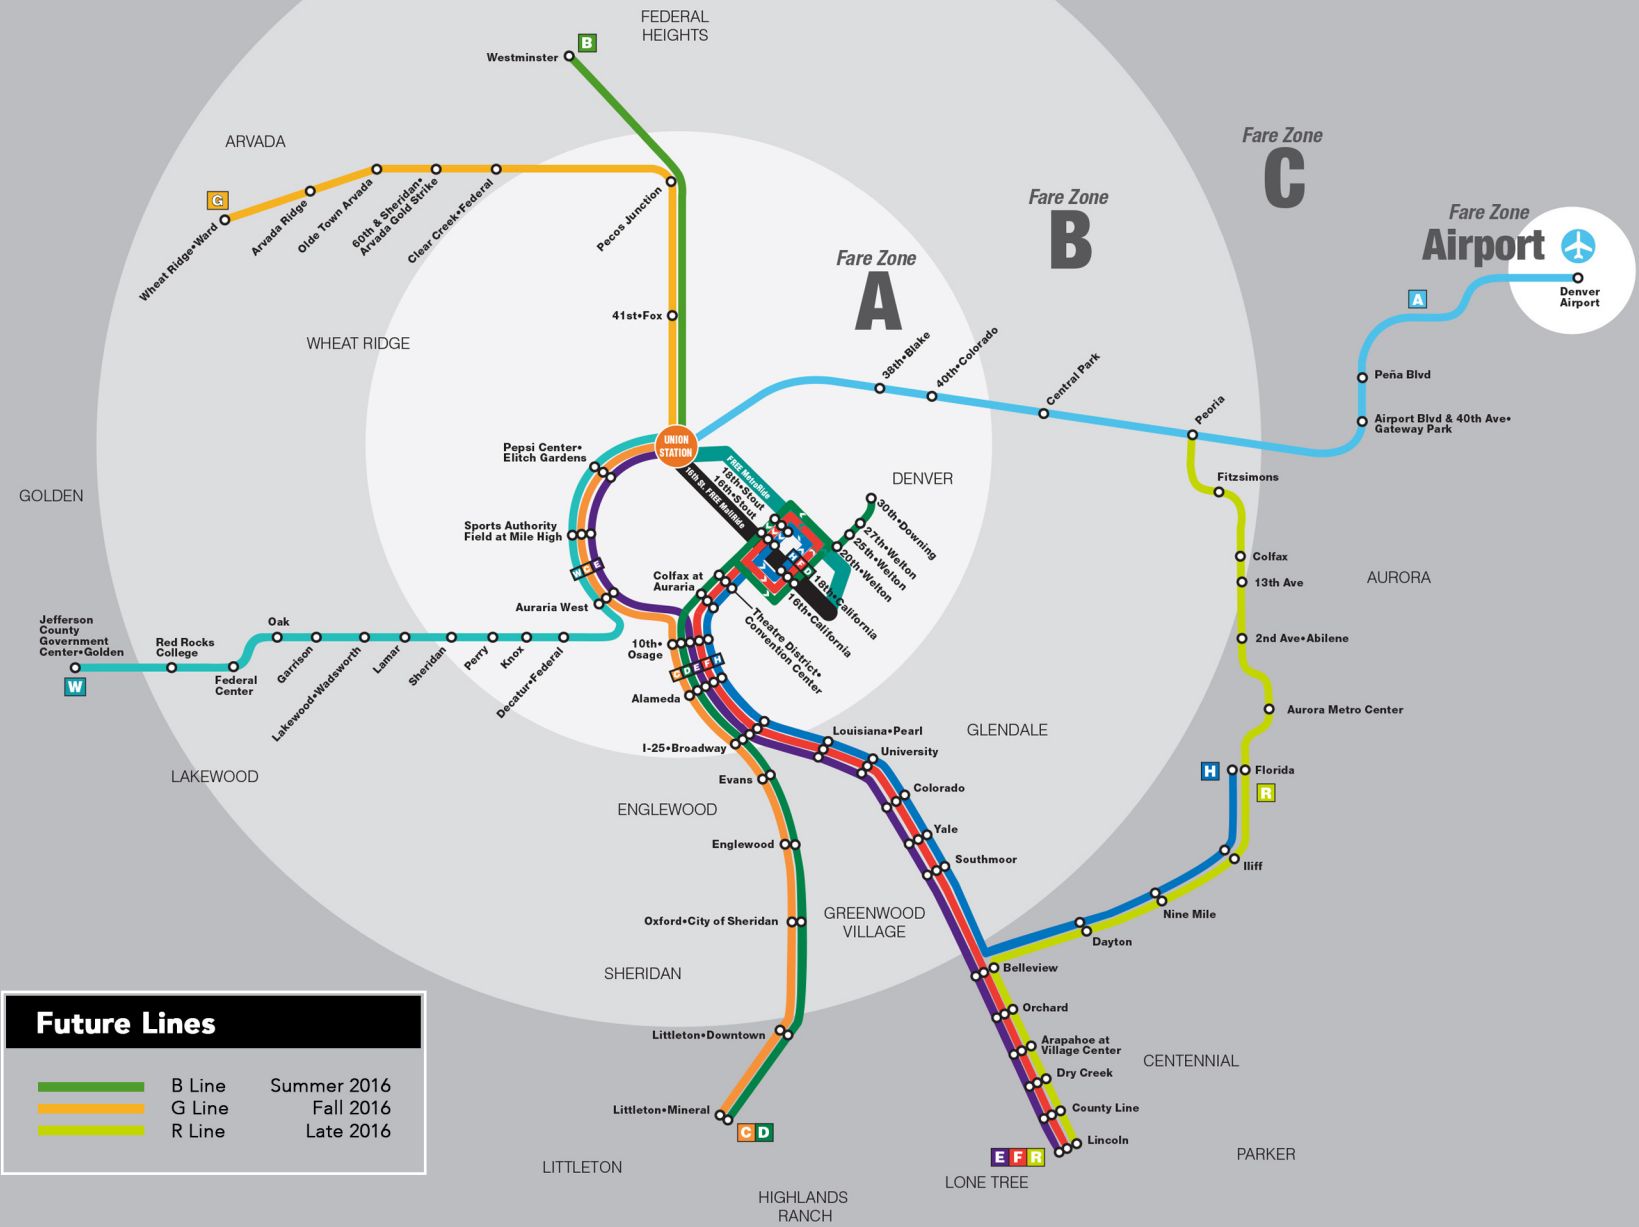 FEDERAL
HEIGHTS
B
Westminster
ARVADA
Fare Zone
C
Fare Zone
B
Fare Zone
Airport
Fare Zone
A
G
Wheat Ridge•Ward
Arvada Ridge
Olde Town Arvada
60th & Sheridan•
Arvada Gold Strike
Clear Creek•Federal
Pecos Junction
41st•Fox
WHEAT RIDGE
A
Denver
Airport
Peña Blvd
Airport Blvd & 40th Ave•
Gateway Park
38th•Blake
40th•Colorado
Central Park
Peoria
UNION
STATION
Pepsi Center•
Elitch Gardens
Sports Authority
Field at Mile High
W C E
Auraria West
FREE MetroRide
16th St. FREE MallRide
18th•Stout
16th•Stout
DENVER
30th•Downing
27th•Welton
25th•Welton
20th•Welton
H F D
18th•California
16th•California
Theatre District•
Convention Center
Colfax at
Auraria
GOLDEN
Jefferson
County
Government
Center•Golden
W
Red Rocks
College
Federal
Center
Oak
Garrison
Lakewood•Wadsworth
Lamar
Sheridan
Perry
Knox
Decatur•Federal
LAKEWOOD
10th•
Osage
C D E F H
Alameda
I-25•Broadway
Evans
ENGLEWOOD
Englewood
Oxford•City of Sheridan
SHERIDAN
Littleton•Downtown
Littleton•Mineral
C D
LITTLETON
HIGHLANDS
RANCH
Louisiana•Pearl
University
Colorado
Yale
Southmoor
GLENDALE
GREENWOOD
VILLAGE
Fitzsimons
Colfax
13th Ave
2nd Ave•Abilene
AURORA
Aurora Metro Center
H
Florida
R
Iliff
Nine Mile
Dayton
Belleview
Orchard
Arapahoe at
Village Center
Dry Creek
County Line
Lincoln
E F R
CENTENNIAL
LONE TREE
PARKER
Future Lines
B Line Summer 2016
G Line Fall 2016
R Line Late 2016